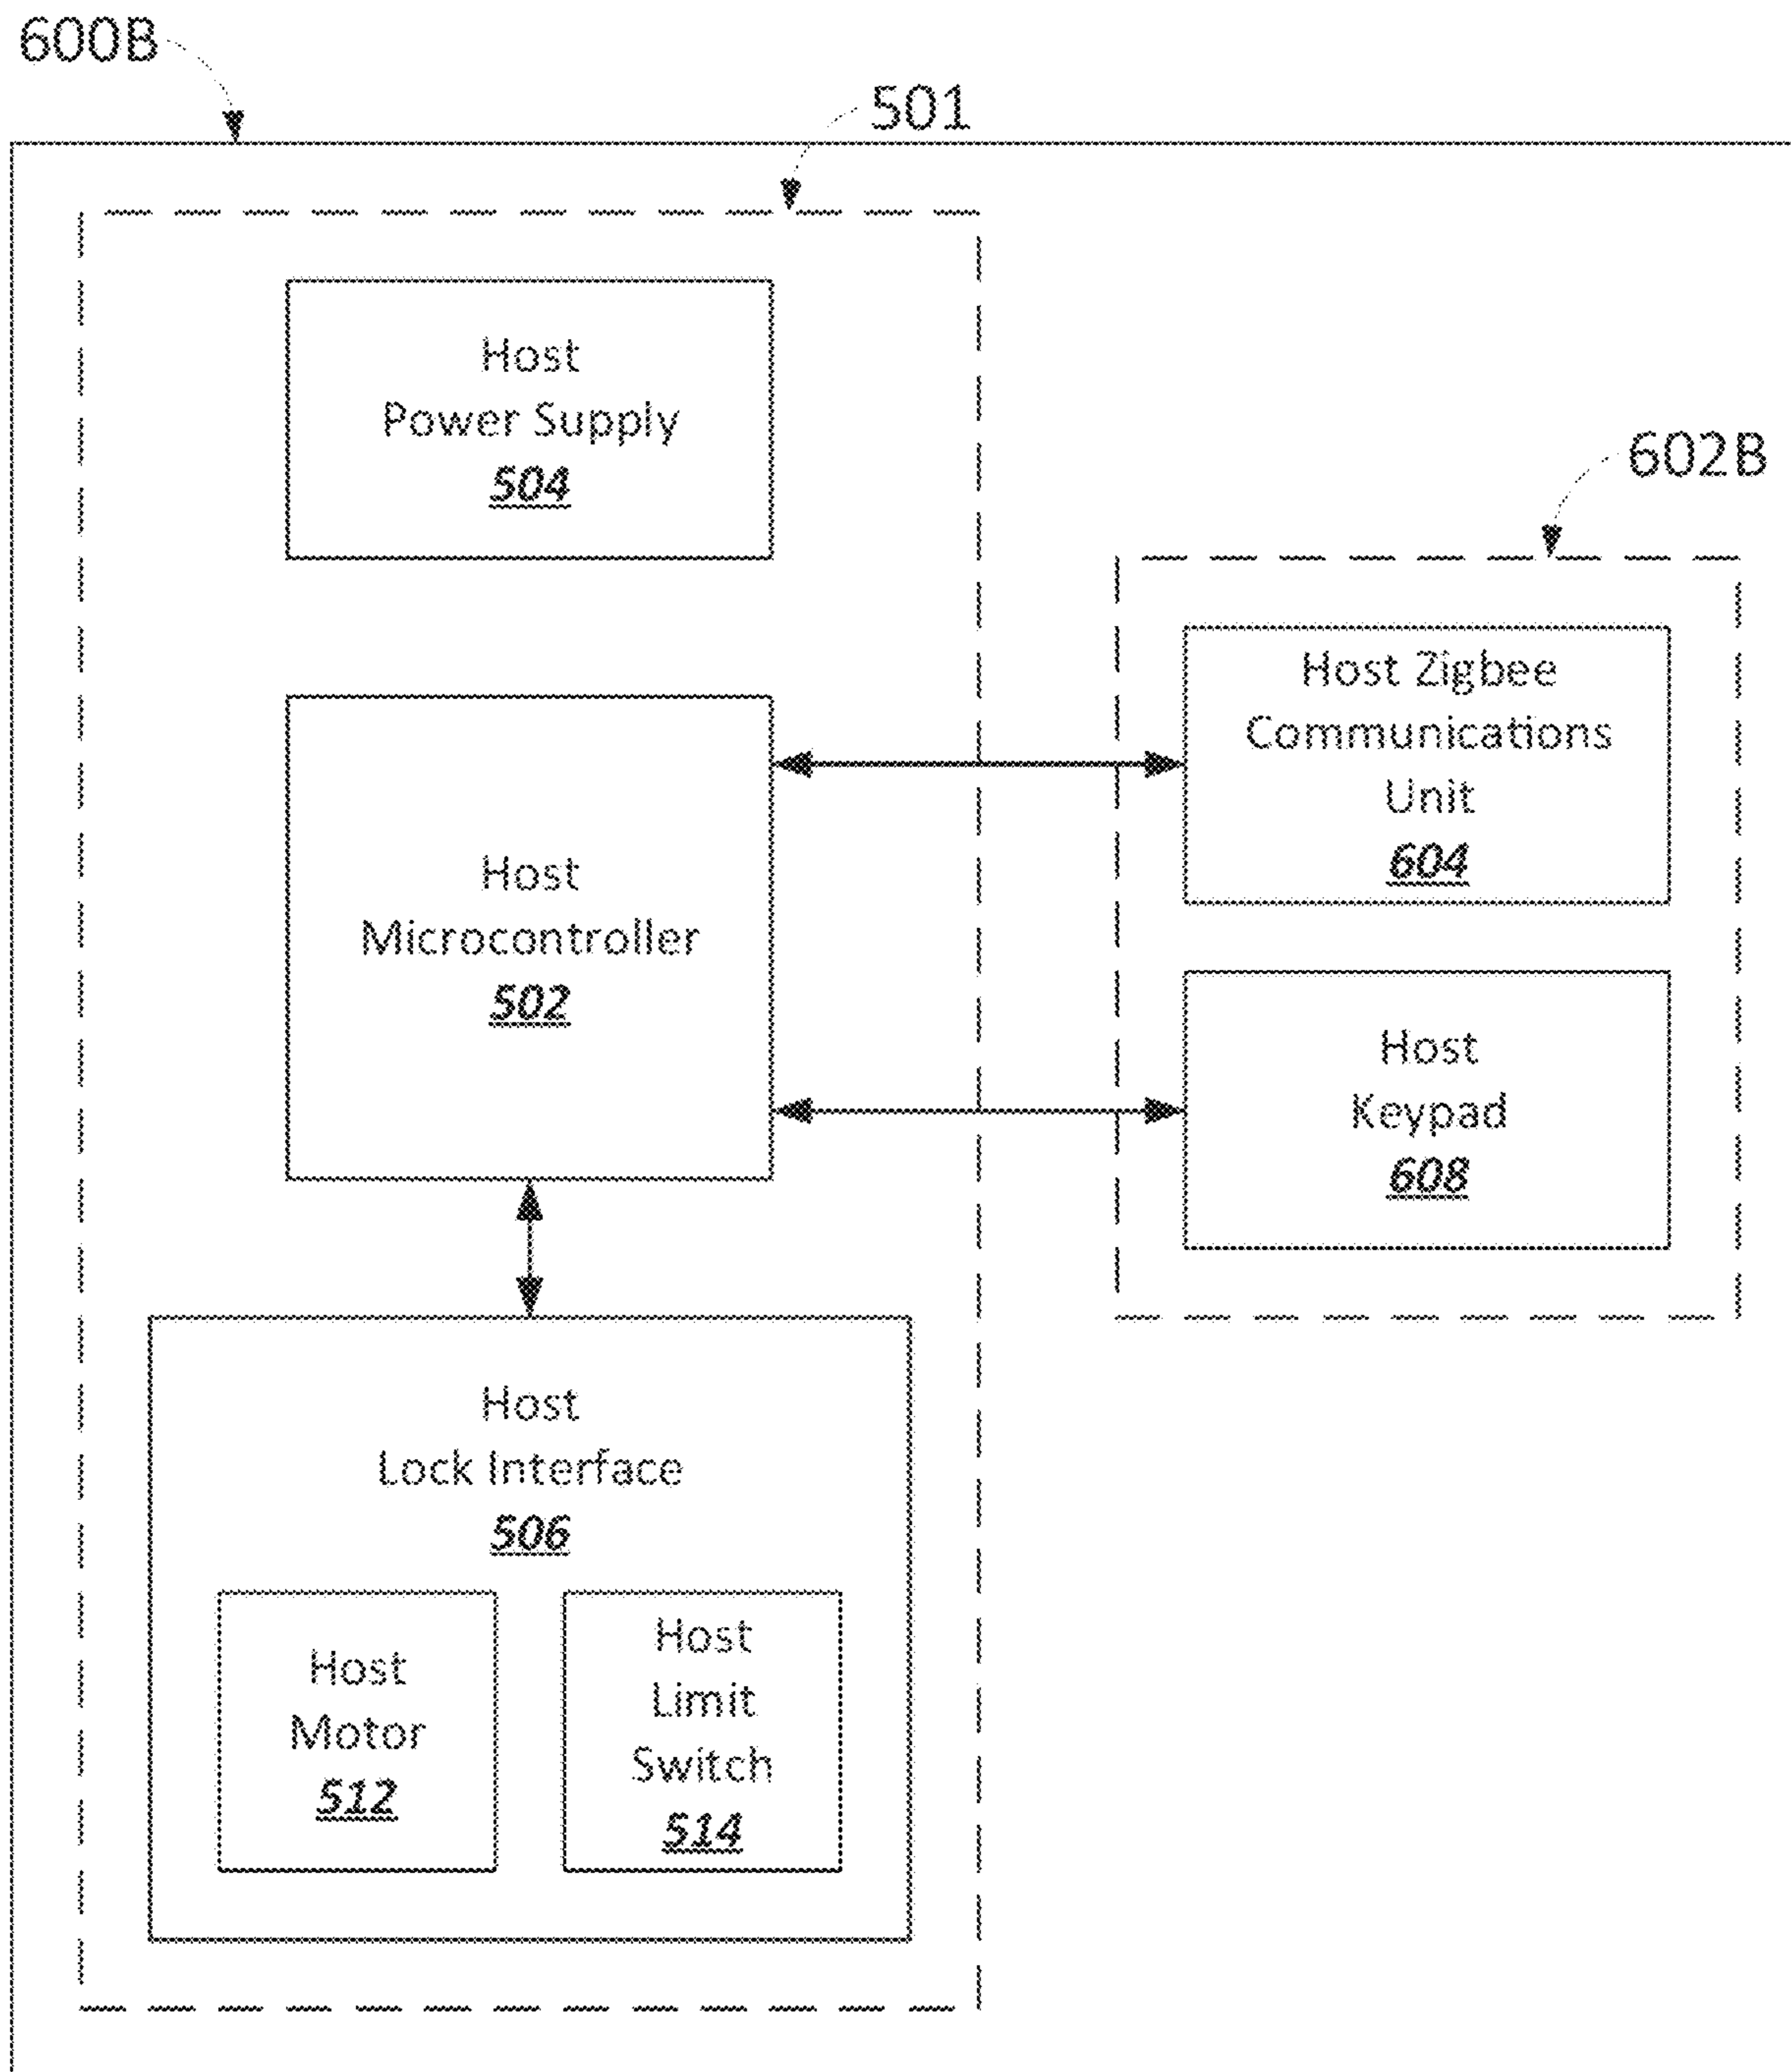 600B
501
Host
Power Supply
504
602B
Host Zigbee
Communications
Unit
604
Host
Microcontroller
502
Host
Keypad
608
Host
Lock Interface
506
Host
Motor
512
Host
Limit
Switch
514